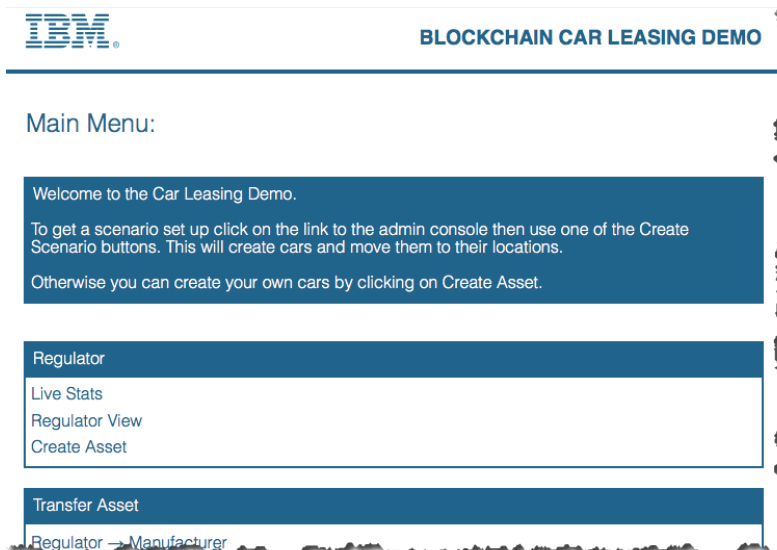 IBM®
BLOCKCHAIN CAR LEASING DEMO
Main Menu:
Welcome to the Car Leasing Demo.
To get a scenario set up click on the link to the admin console then use one of the Create
Scenario buttons. This will create cars and move them to their locations.
Otherwise you can create your own cars by clicking on Create Asset.
Regulator
Live Stats
Regulator View
Create Asset
Transfer Asset
Regulator → Manufacturer